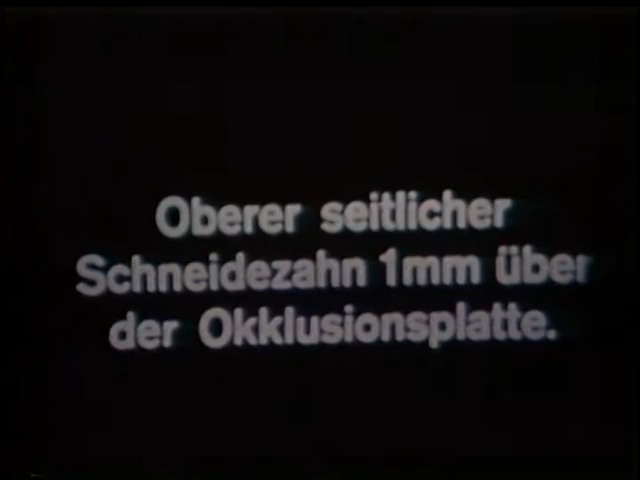 Oberer seitlicher
Schneidezahn 1mm über
der Okklusionsplatte.